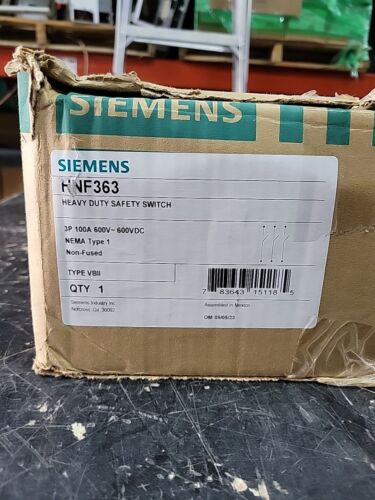 SIEMENS
SIEMENS
HNF363
HEAVY DUTY SAFETY SWITCH
3P 100A 600V~ 600VDC
NEMA Type 1
Non-Fused
TYPE VBII
QTY 1
7 83643 15118 5
Siemens Industry Inc
Norcross, Ga. 30092
Assembled in Mexico